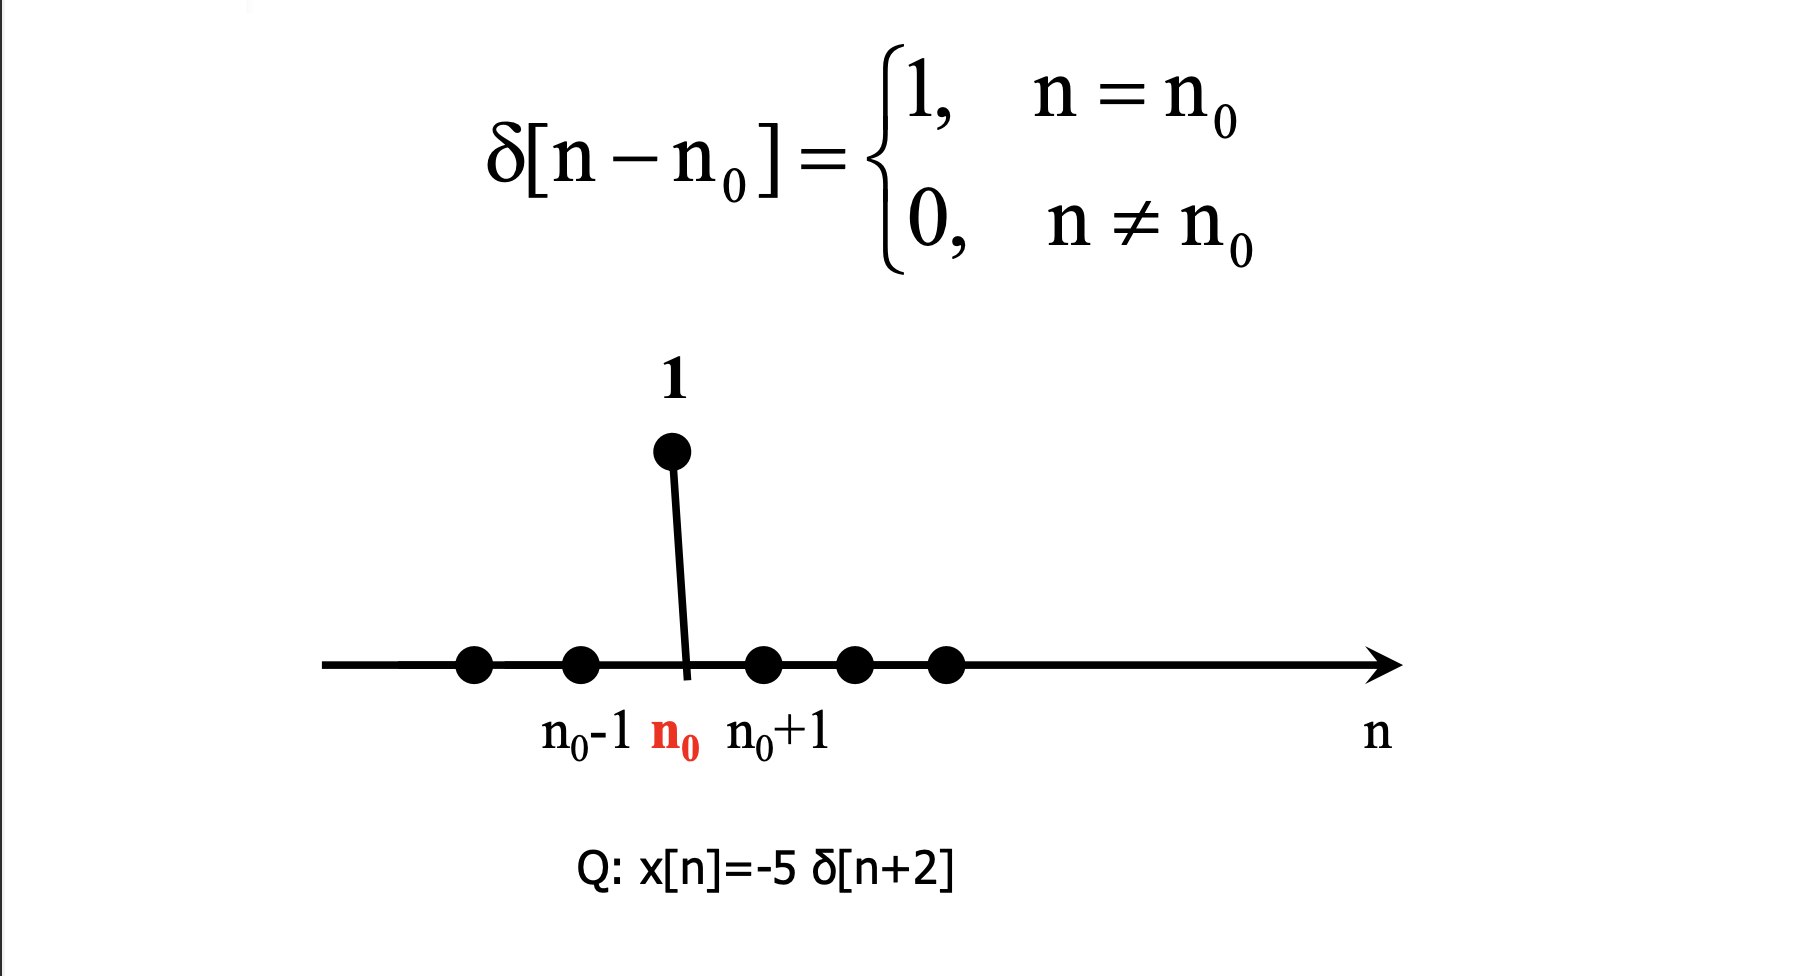 δ[n − n₀] = { 1, n = n₀
0, n ≠ n₀
1
n₀-1 n₀ n₀+1 n
Q: x[n]=-5 δ[n+2]